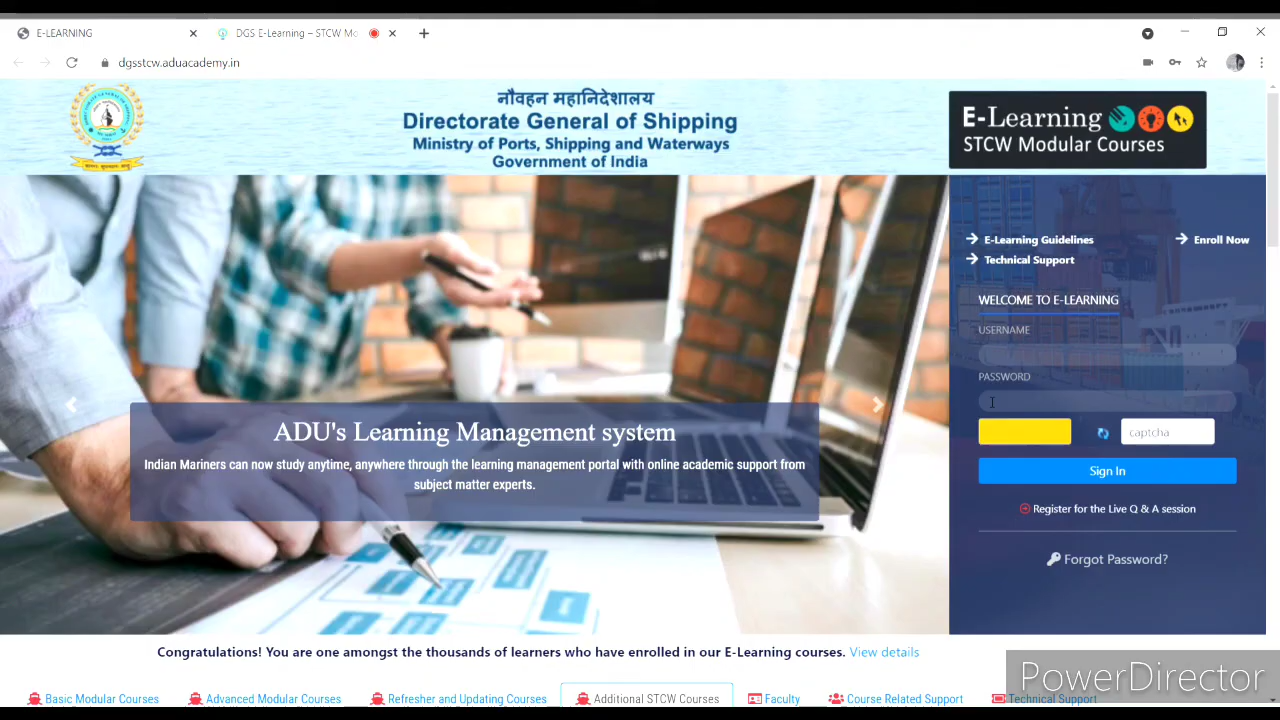 E-LEARNING
DGS E-Learning – STCW Mo
dgsstcw.aduacademy.in
नौवहन महानिदेशालय
Directorate General of Shipping
Ministry of Ports, Shipping and Waterways
Government of India
E-Learning
STCW Modular Courses
E-Learning Guidelines
Enroll Now
Technical Support
WELCOME TO E-LEARNING
USERNAME
PASSWORD
captcha
Sign In
Register for the Live Q & A session
Forgot Password?
ADU's Learning Management system
Indian Mariners can now study anytime, anywhere through the learning management portal with online academic support from
subject matter experts.
Congratulations! You are one amongst the thousands of learners who have enrolled in our E-Learning courses. View details
Basic Modular Courses
Advanced Modular Courses
Refresher and Updating Courses
Additional STCW Courses
Faculty
Course Related Support
Technical Support
PowerDirector